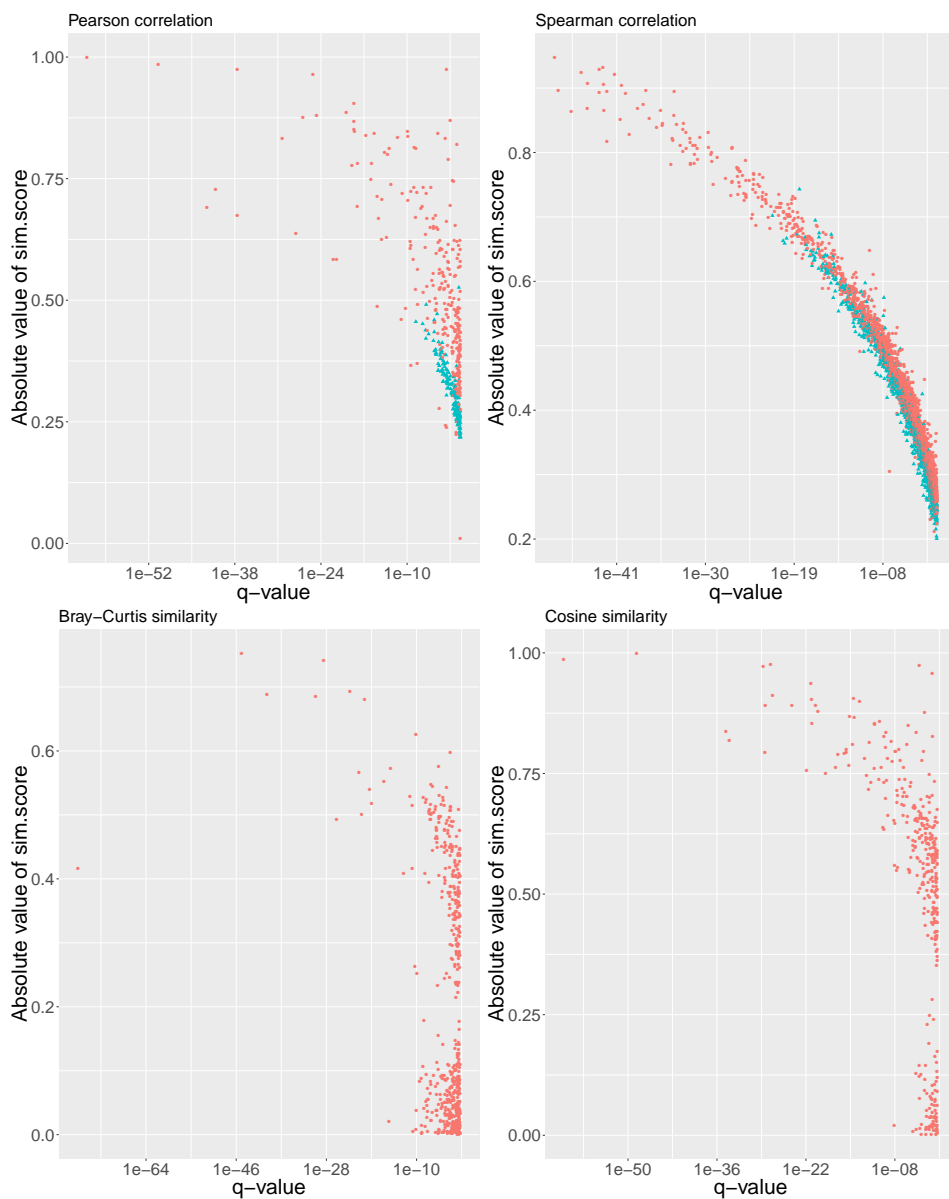 Pearson correlation
Absolute value of sim.score
1.00
0.75
0.50
0.25
0.00
1e−52 1e−38 1e−24 1e−10
q−value
Spearman correlation
Absolute value of sim.score
0.8
0.6
0.4
0.2
1e−41 1e−30 1e−19 1e−08
q−value
Bray−Curtis similarity
Absolute value of sim.score
0.6
0.4
0.2
0.0
1e−64 1e−46 1e−28 1e−10
q−value
Cosine similarity
Absolute value of sim.score
1.00
0.75
0.50
0.25
0.00
1e−50 1e−36 1e−22 1e−08
q−value